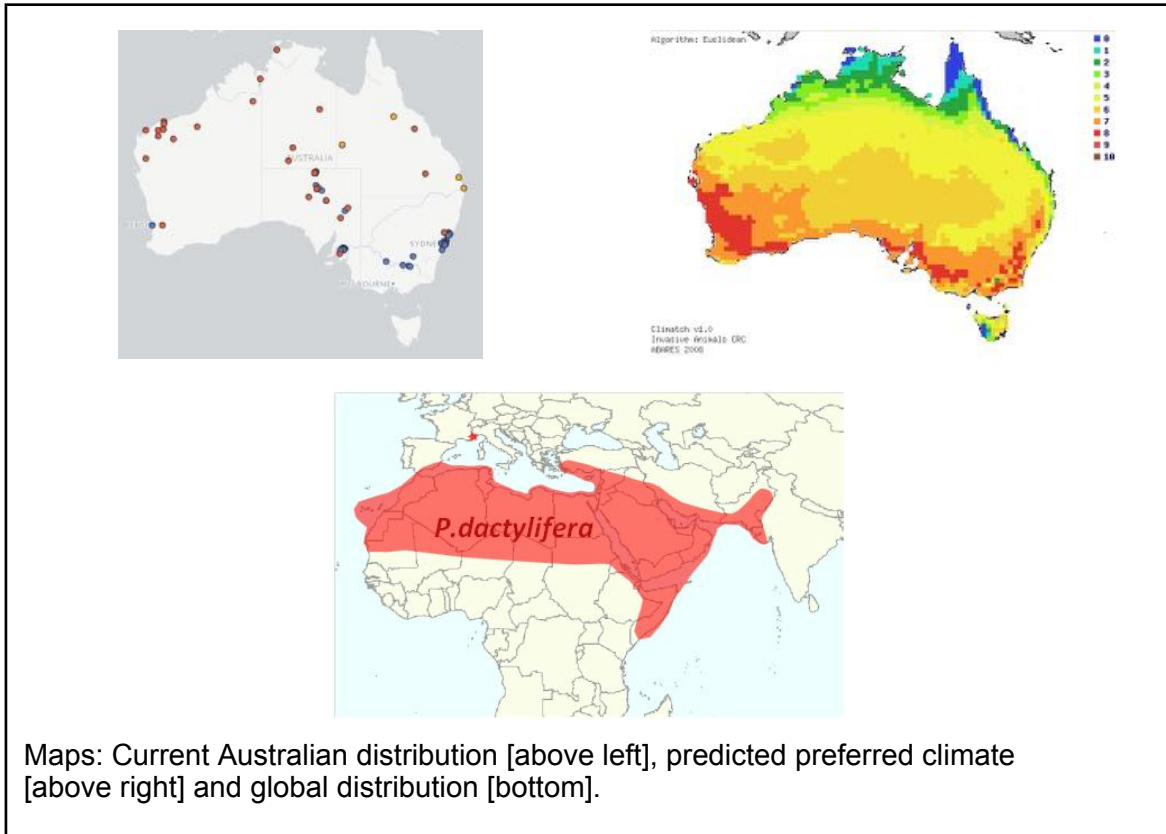 AUSTRALIA
SYDNE
Algorithm: Euclidean
0
1
2
3
4
5
6
7
8
9
10
Climatch v1.0
Invasive Animals CRC
ABARES 2008
P.dactylifera
Maps: Current Australian distribution [above left], predicted preferred climate
[above right] and global distribution [bottom].